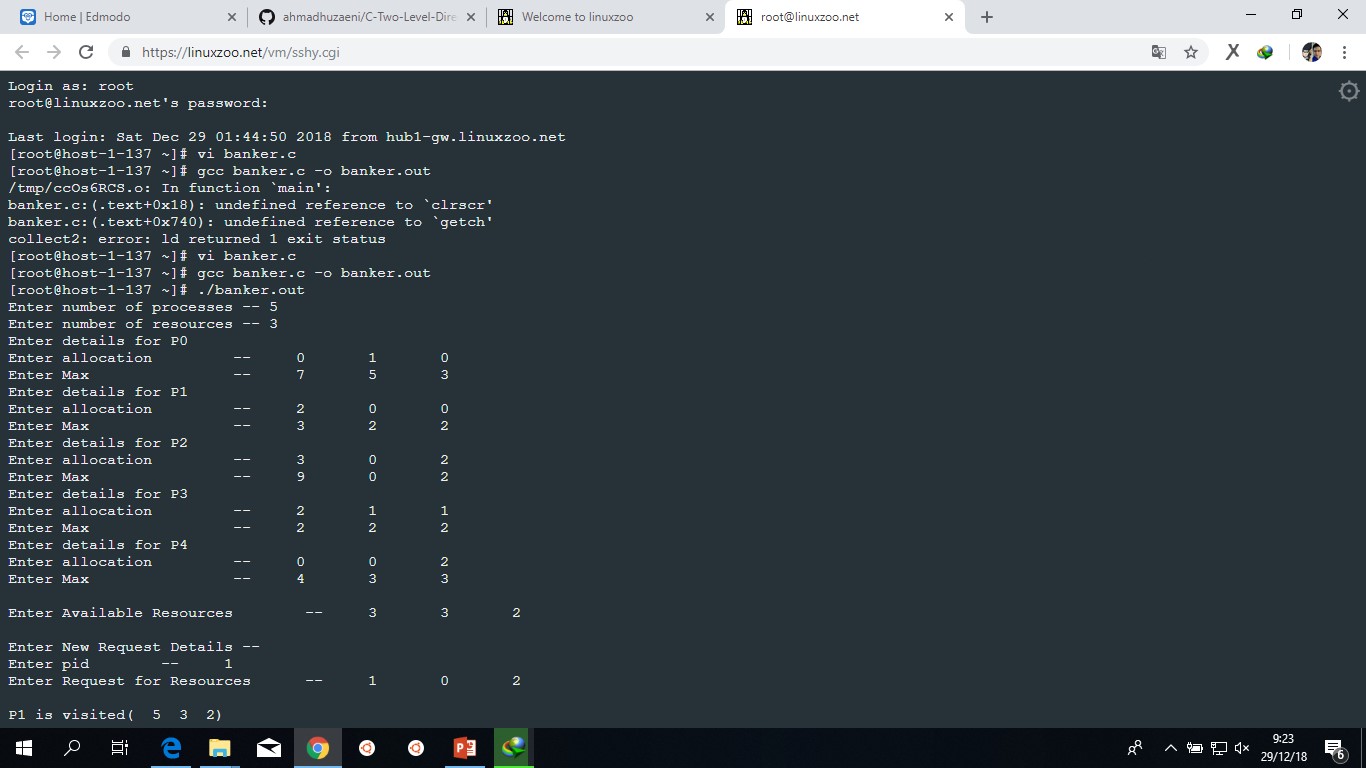 Home | Edmodo
ahmadhuzaeni/C-Two-Level-Dire
Welcome to linuxzoo
root@linuxzoo.net
https://linuxzoo.net/vm/sshy.cgi
Login as: root
root@linuxzoo.net's password:
Last login: Sat Dec 29 01:44:50 2018 from hub1-gw.linuxzoo.net
[root@host-1-137 ~]# vi banker.c
[root@host-1-137 ~]# gcc banker.c -o banker.out
/tmp/ccOs6RCS.o: In function `main':
banker.c:(.text+0x18): undefined reference to `clrscr'
banker.c:(.text+0x740): undefined reference to `getch'
collect2: error: ld returned 1 exit status
[root@host-1-137 ~]# vi banker.c
[root@host-1-137 ~]# gcc banker.c -o banker.out
[root@host-1-137 ~]# ./banker.out
Enter number of processes -- 5
Enter number of resources -- 3
Enter details for P0
Enter allocation -- 0 1 0
Enter Max -- 7 5 3
Enter details for P1
Enter allocation -- 2 0 0
Enter Max -- 3 2 2
Enter details for P2
Enter allocation -- 3 0 2
Enter Max -- 9 0 2
Enter details for P3
Enter allocation -- 2 1 1
Enter Max -- 2 2 2
Enter details for P4
Enter allocation -- 0 0 2
Enter Max -- 4 3 3
Enter Available Resources -- 3 3 2
Enter New Request Details --
Enter pid -- 1
Enter Request for Resources -- 1 0 2
P1 is visited( 5 3 2)
9:23
29/12/18
6